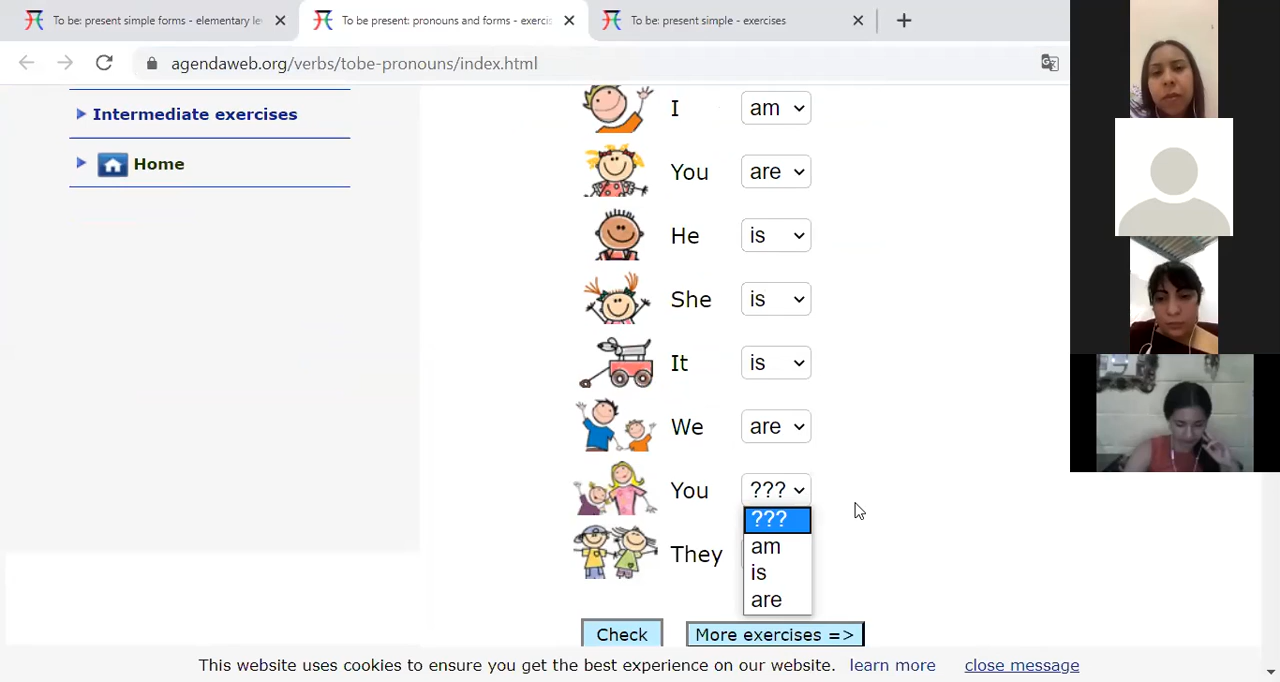 To be: present simple forms - elementary le
To be present: pronouns and forms - exercis
To be: present simple - exercises
agendaweb.org/verbs/tobe-pronouns/index.html
Intermediate exercises
Home
I am
You are
He is
She is
It is
We are
You ???
???
am
is
are
They
Check More exercises =>
This website uses cookies to ensure you get the best experience on our website. learn more close message